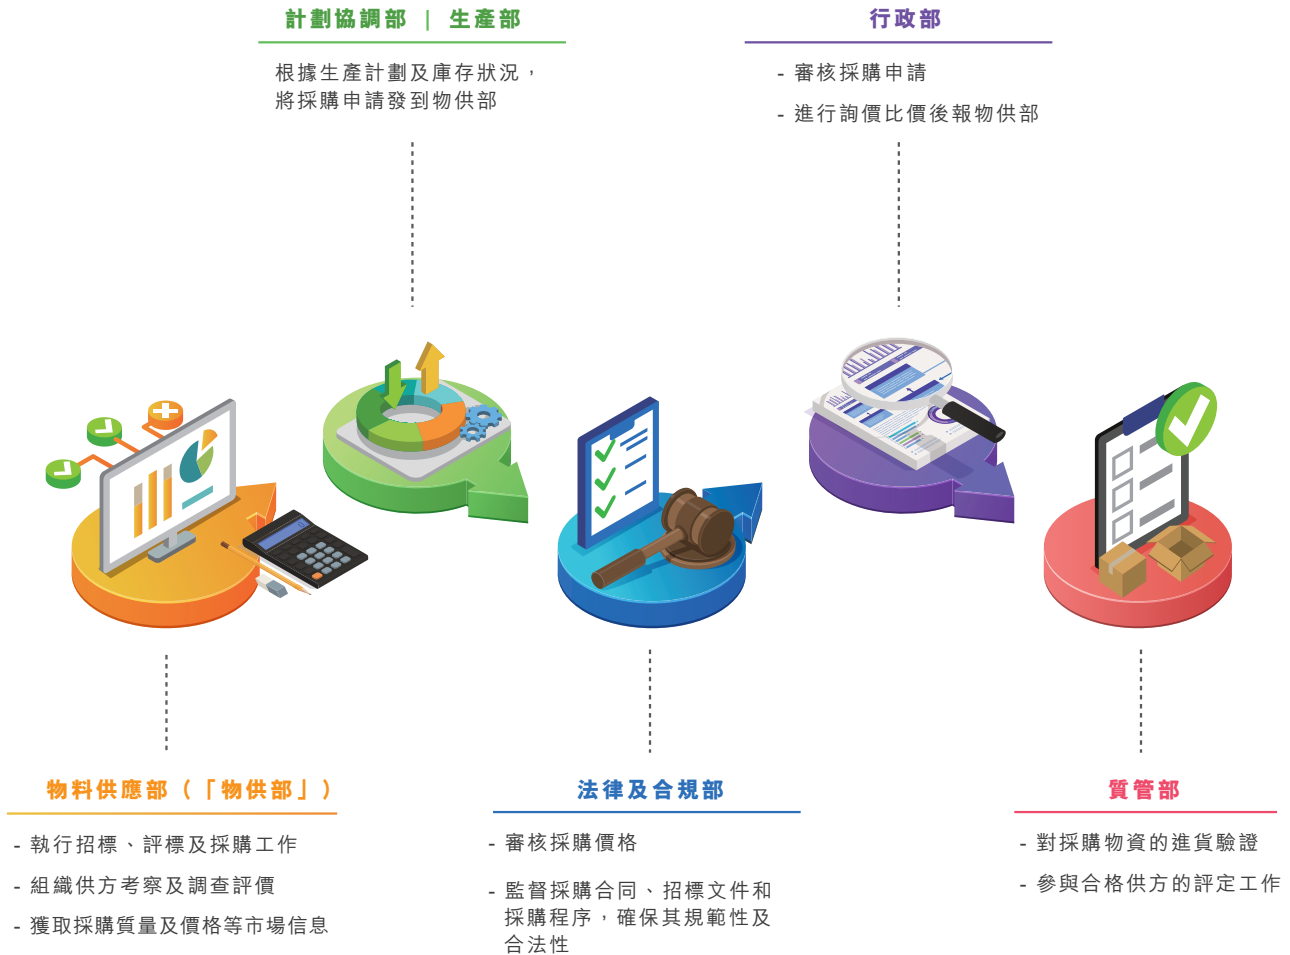 計劃協調部 | 生產部
根據生產計劃及庫存狀況，
將採購申請發到物供部
行政部
- 審核採購申請
- 進行詢價比價後報物供部
物料供應部（「物供部」）
- 執行招標、評標及採購工作
- 組織供方考察及調查評價
- 獲取採購質量及價格等市場信息
法律及合規部
- 審核採購價格
- 監督採購合同、招標文件和
採購程序，確保其規範性及
合法性
質管部
- 對採購物資的進貨驗證
- 參與合格供方的評定工作